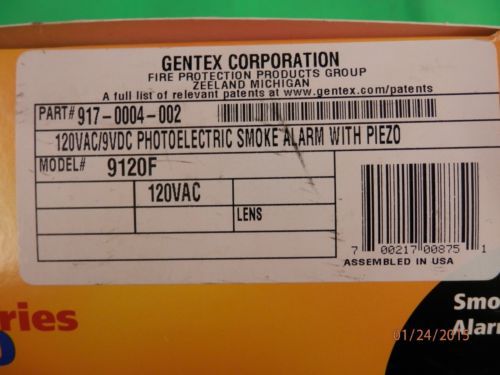 GENTEX CORPORATION
FIRE PROTECTION PRODUCTS GROUP
ZEELAND MICHIGAN
A full list of relevant patents at www.gentex.com/patents
PART# 917-0004-002
120VAC/9VDC PHOTOELECTRIC SMOKE ALARM WITH PIEZO
MODEL# 9120F
120VAC
LENS
7 00217 00875 1
ASSEMBLED IN USA
ries
Smo
Alarm
01/24/2015